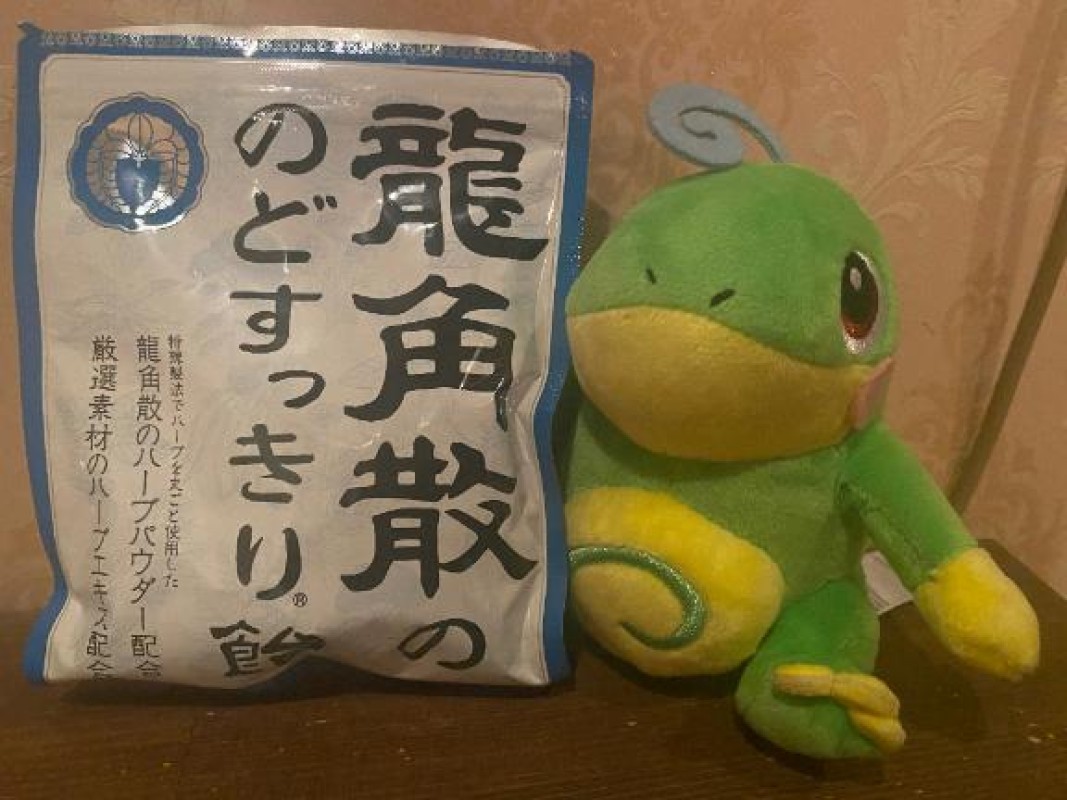 龍角散の
のどすっきり®飴
特殊製法でハーブを丸ごと使用した
龍角散のハーブパウダー配合
厳選素材のハーブエキス配合